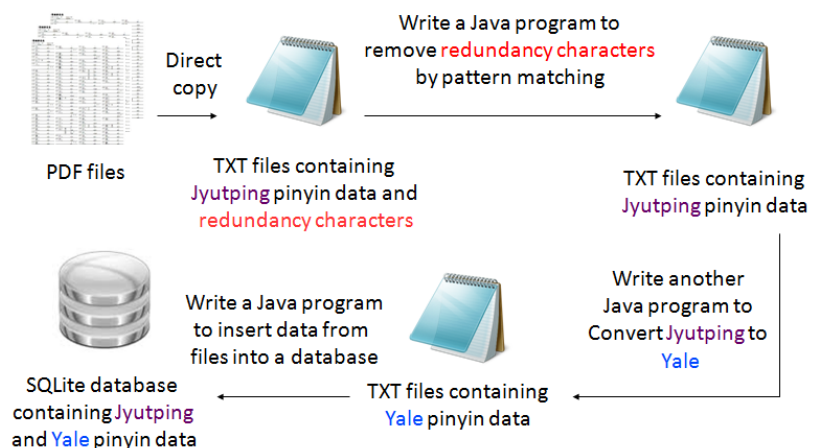 PDF files
Direct
copy
TXT files containing
Jyutping pinyin data and
redundancy characters
Write a Java program to
remove redundancy characters
by pattern matching
TXT files containing
Jyutping pinyin data
Write another
Java program to
Convert Jyutping to
Yale
TXT files containing
Yale pinyin data
Write a Java program
to insert data from
files into a database
SQLite database
containing Jyutping
and Yale pinyin data